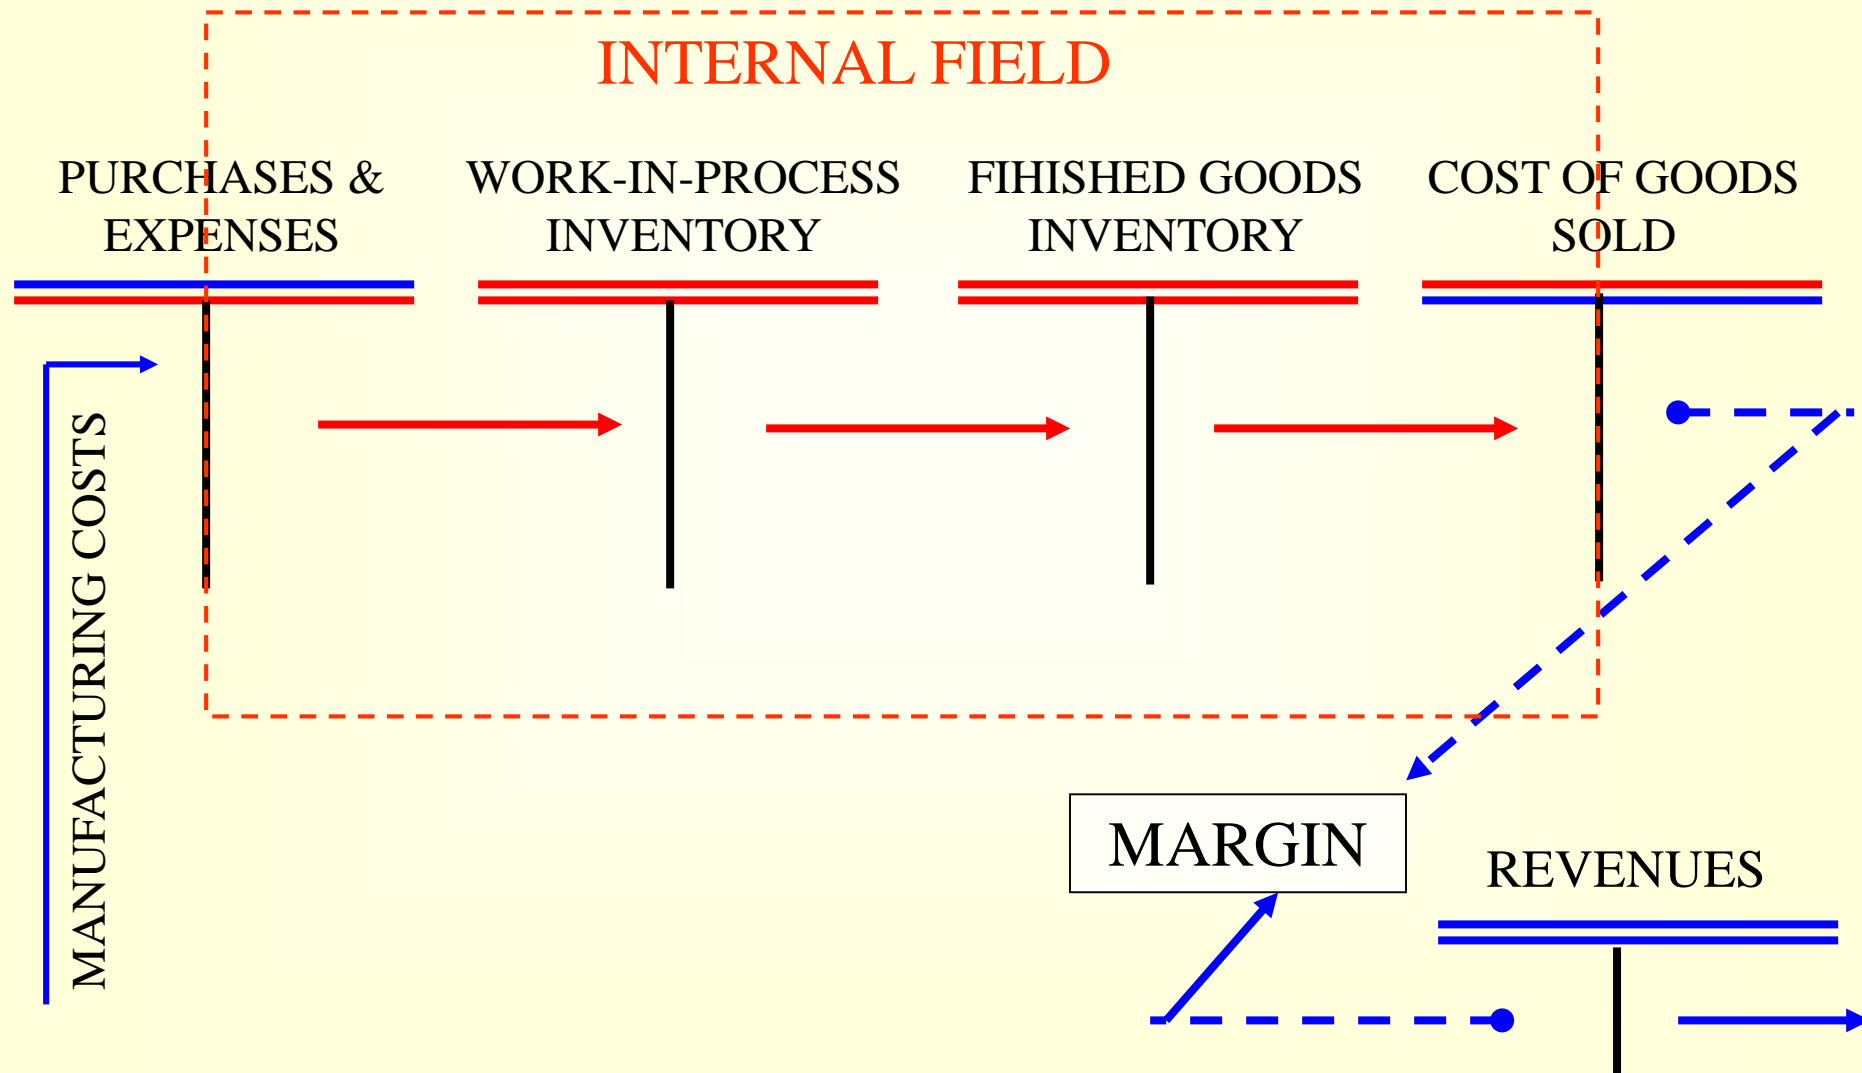 INTERNAL FIELD
PURCHASES &
EXPENSES
WORK-IN-PROCESS
INVENTORY
FIHISHED GOODS
INVENTORY
COST OF GOODS
SOLD
MANUFACTURING COSTS
MARGIN
REVENUES